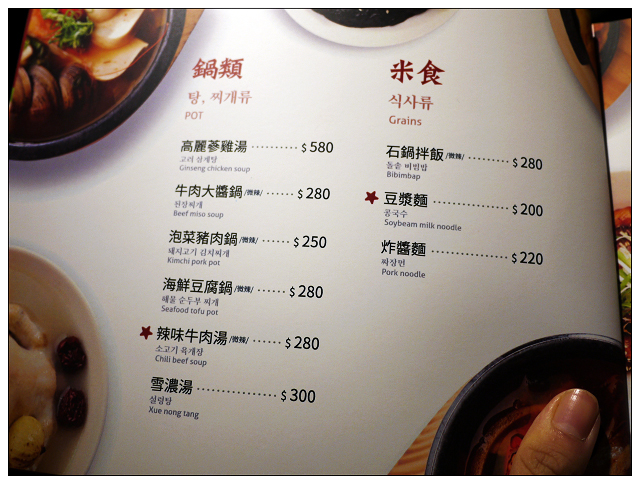 鍋類
탕, 찌개류
POT
高麗蔘雞湯 ·········· $580
고려 삼계탕
Ginseng chicken soup
牛肉大醬鍋/微辣/ ······ $280
된장찌개
Beef miso soup
泡菜豬肉鍋/微辣/ ······ $250
돼지고기 김치찌개
Kimchi pork pot
海鮮豆腐鍋/微辣/ ······ $280
해물 순두부 찌개
Seafood tofu pot
辣味牛肉湯/微辣/ ······ $280
소고기 육개장
Chili beef soup
雪濃湯 ················· $300
설렁탕
Xue nong tang
米食
식사류
Grains
石鍋拌飯/微辣/ ········· $280
돌솥 비빔밥
Bibimbap
豆漿麵 ················· $200
콩국수
Soybeam milk noodle
炸醬麵 ················· $220
짜장면
Pork noodle